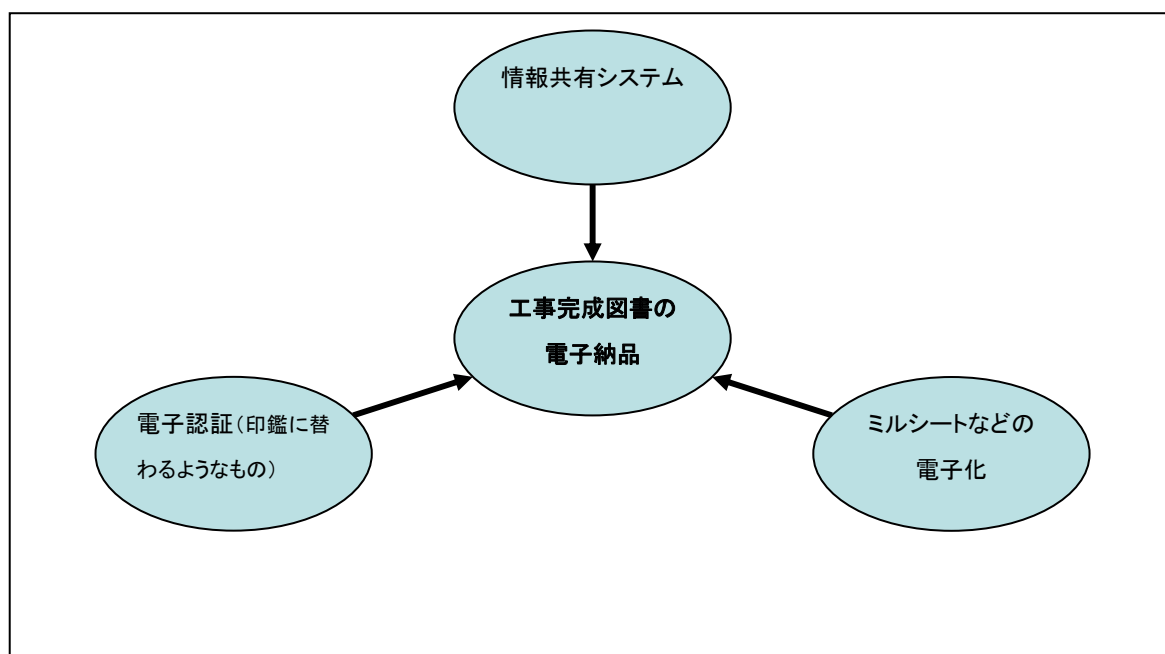 情報共有システム
工事完成図書の
電子納品
電子認証（印鑑に替
わるようなもの）
ミルシートなどの
電子化